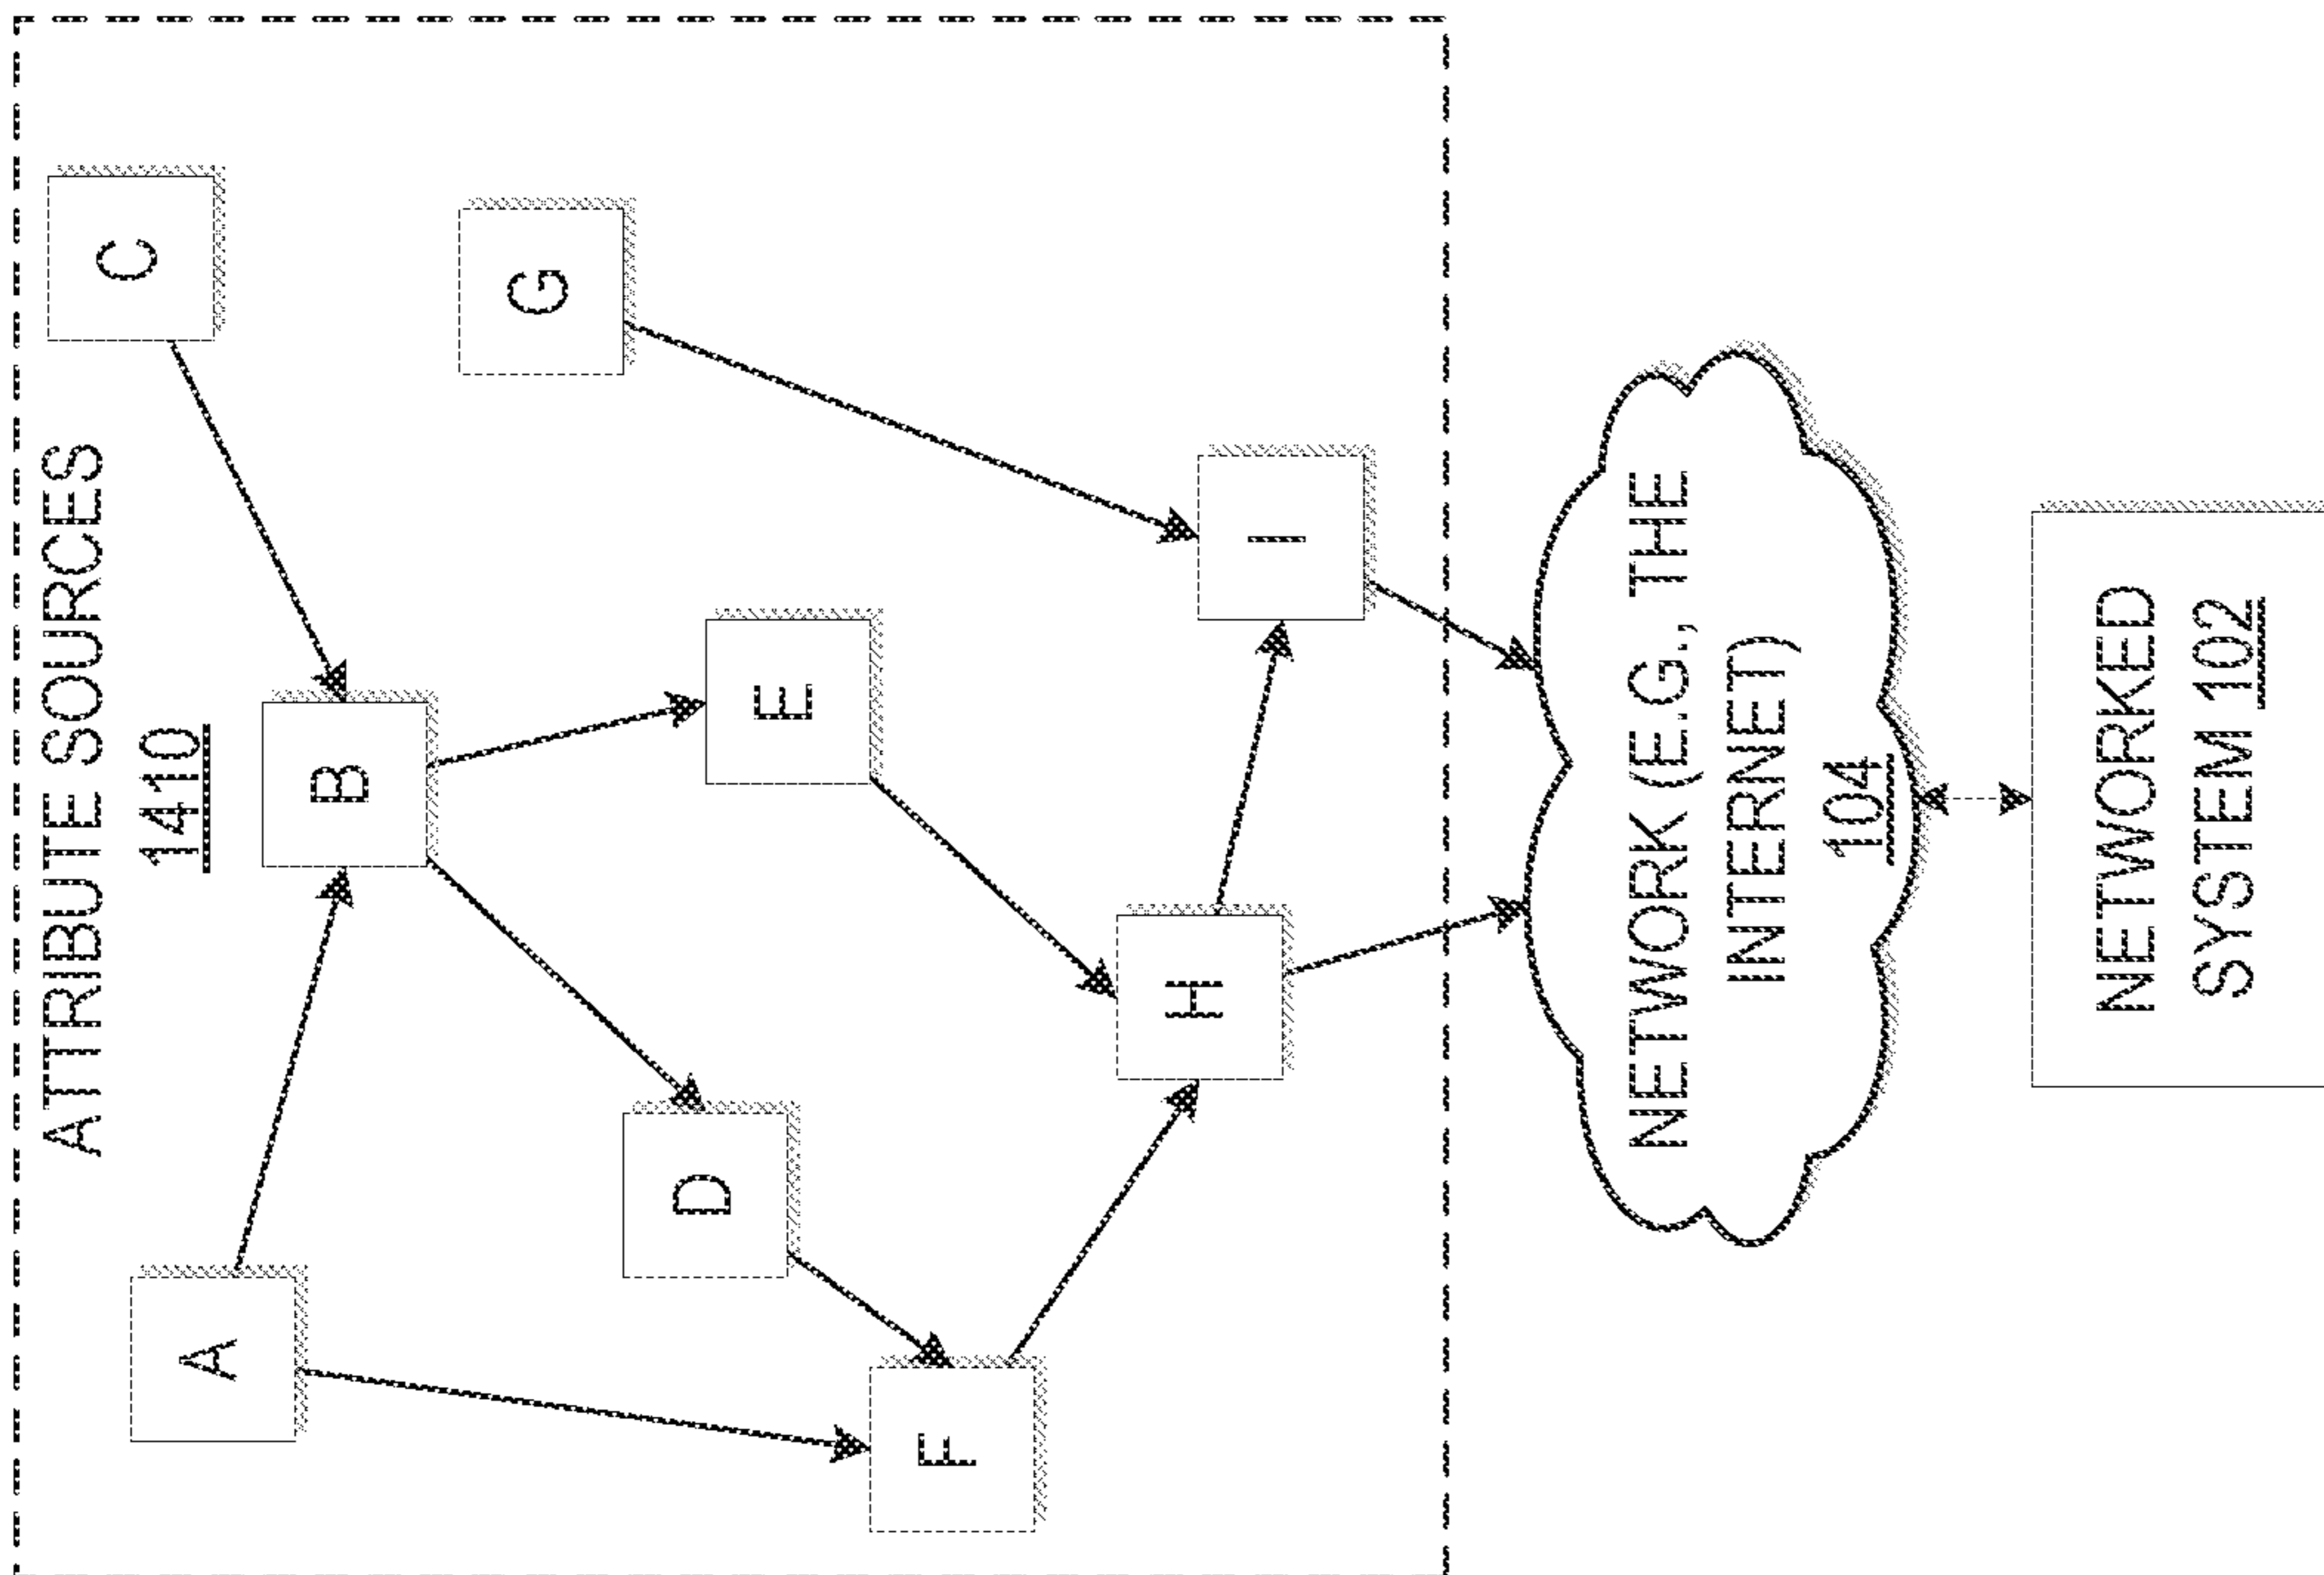 ATTRIBUTE SOURCES
1410
A
B
C
D
E
F
G
H
I
NETWORK (E.G., THE
INTERNET)
104
NETWORKED
SYSTEM 102